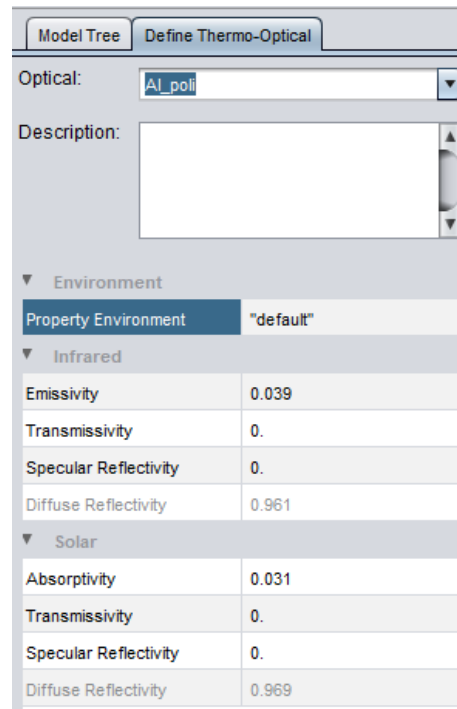 Model Tree Define Thermo-Optical
Optical: Al_poli
Description:
Environment
Property Environment "default"
Infrared
Emissivity 0.039
Transmissivity 0.
Specular Reflectivity 0.
Diffuse Reflectivity 0.961
Solar
Absorptivity 0.031
Transmissivity 0.
Specular Reflectivity 0.
Diffuse Reflectivity 0.969